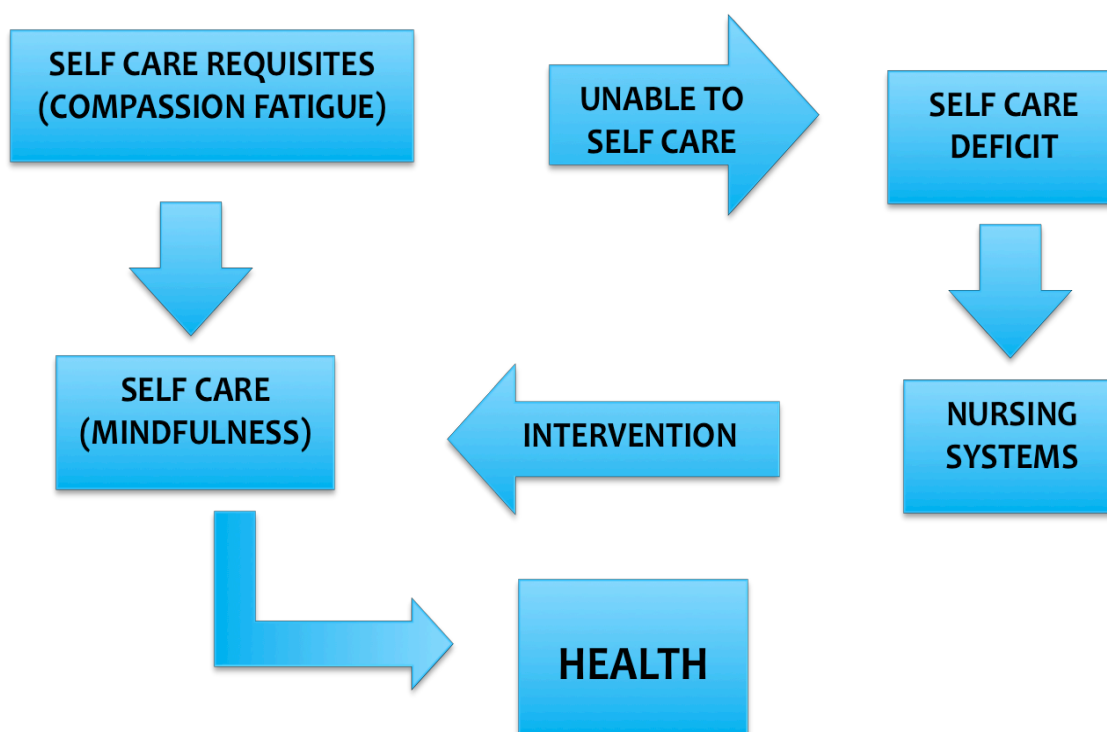 SELF CARE REQUISITES
(COMPASSION FATIGUE)
UNABLE TO
SELF CARE
SELF CARE
DEFICIT
SELF CARE
(MINDFULNESS)
INTERVENTION
NURSING
SYSTEMS
HEALTH